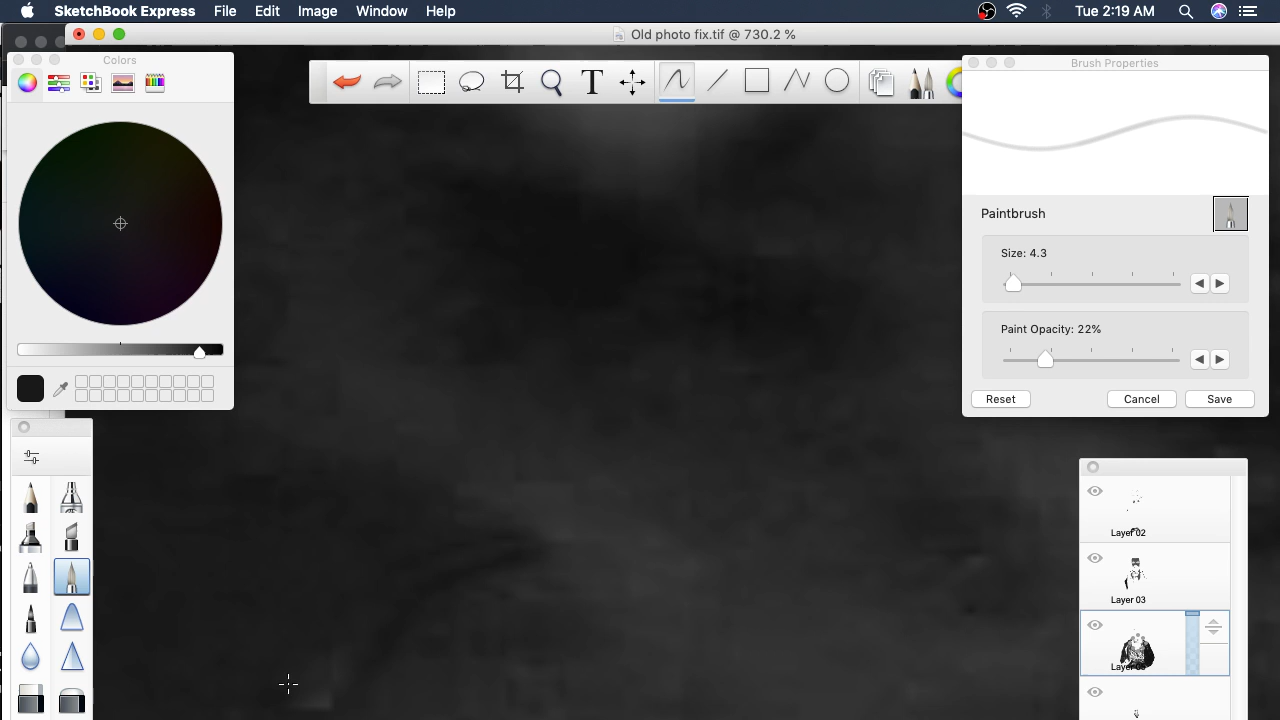 SketchBook Express File Edit Image Window Help Tue 2:19 AM
Old photo fix.tif @ 730.2 %
Colors
T
Brush Properties
Paintbrush
Size: 4.3
Paint Opacity: 22%
Reset Cancel Save
Layer 02
Layer 03